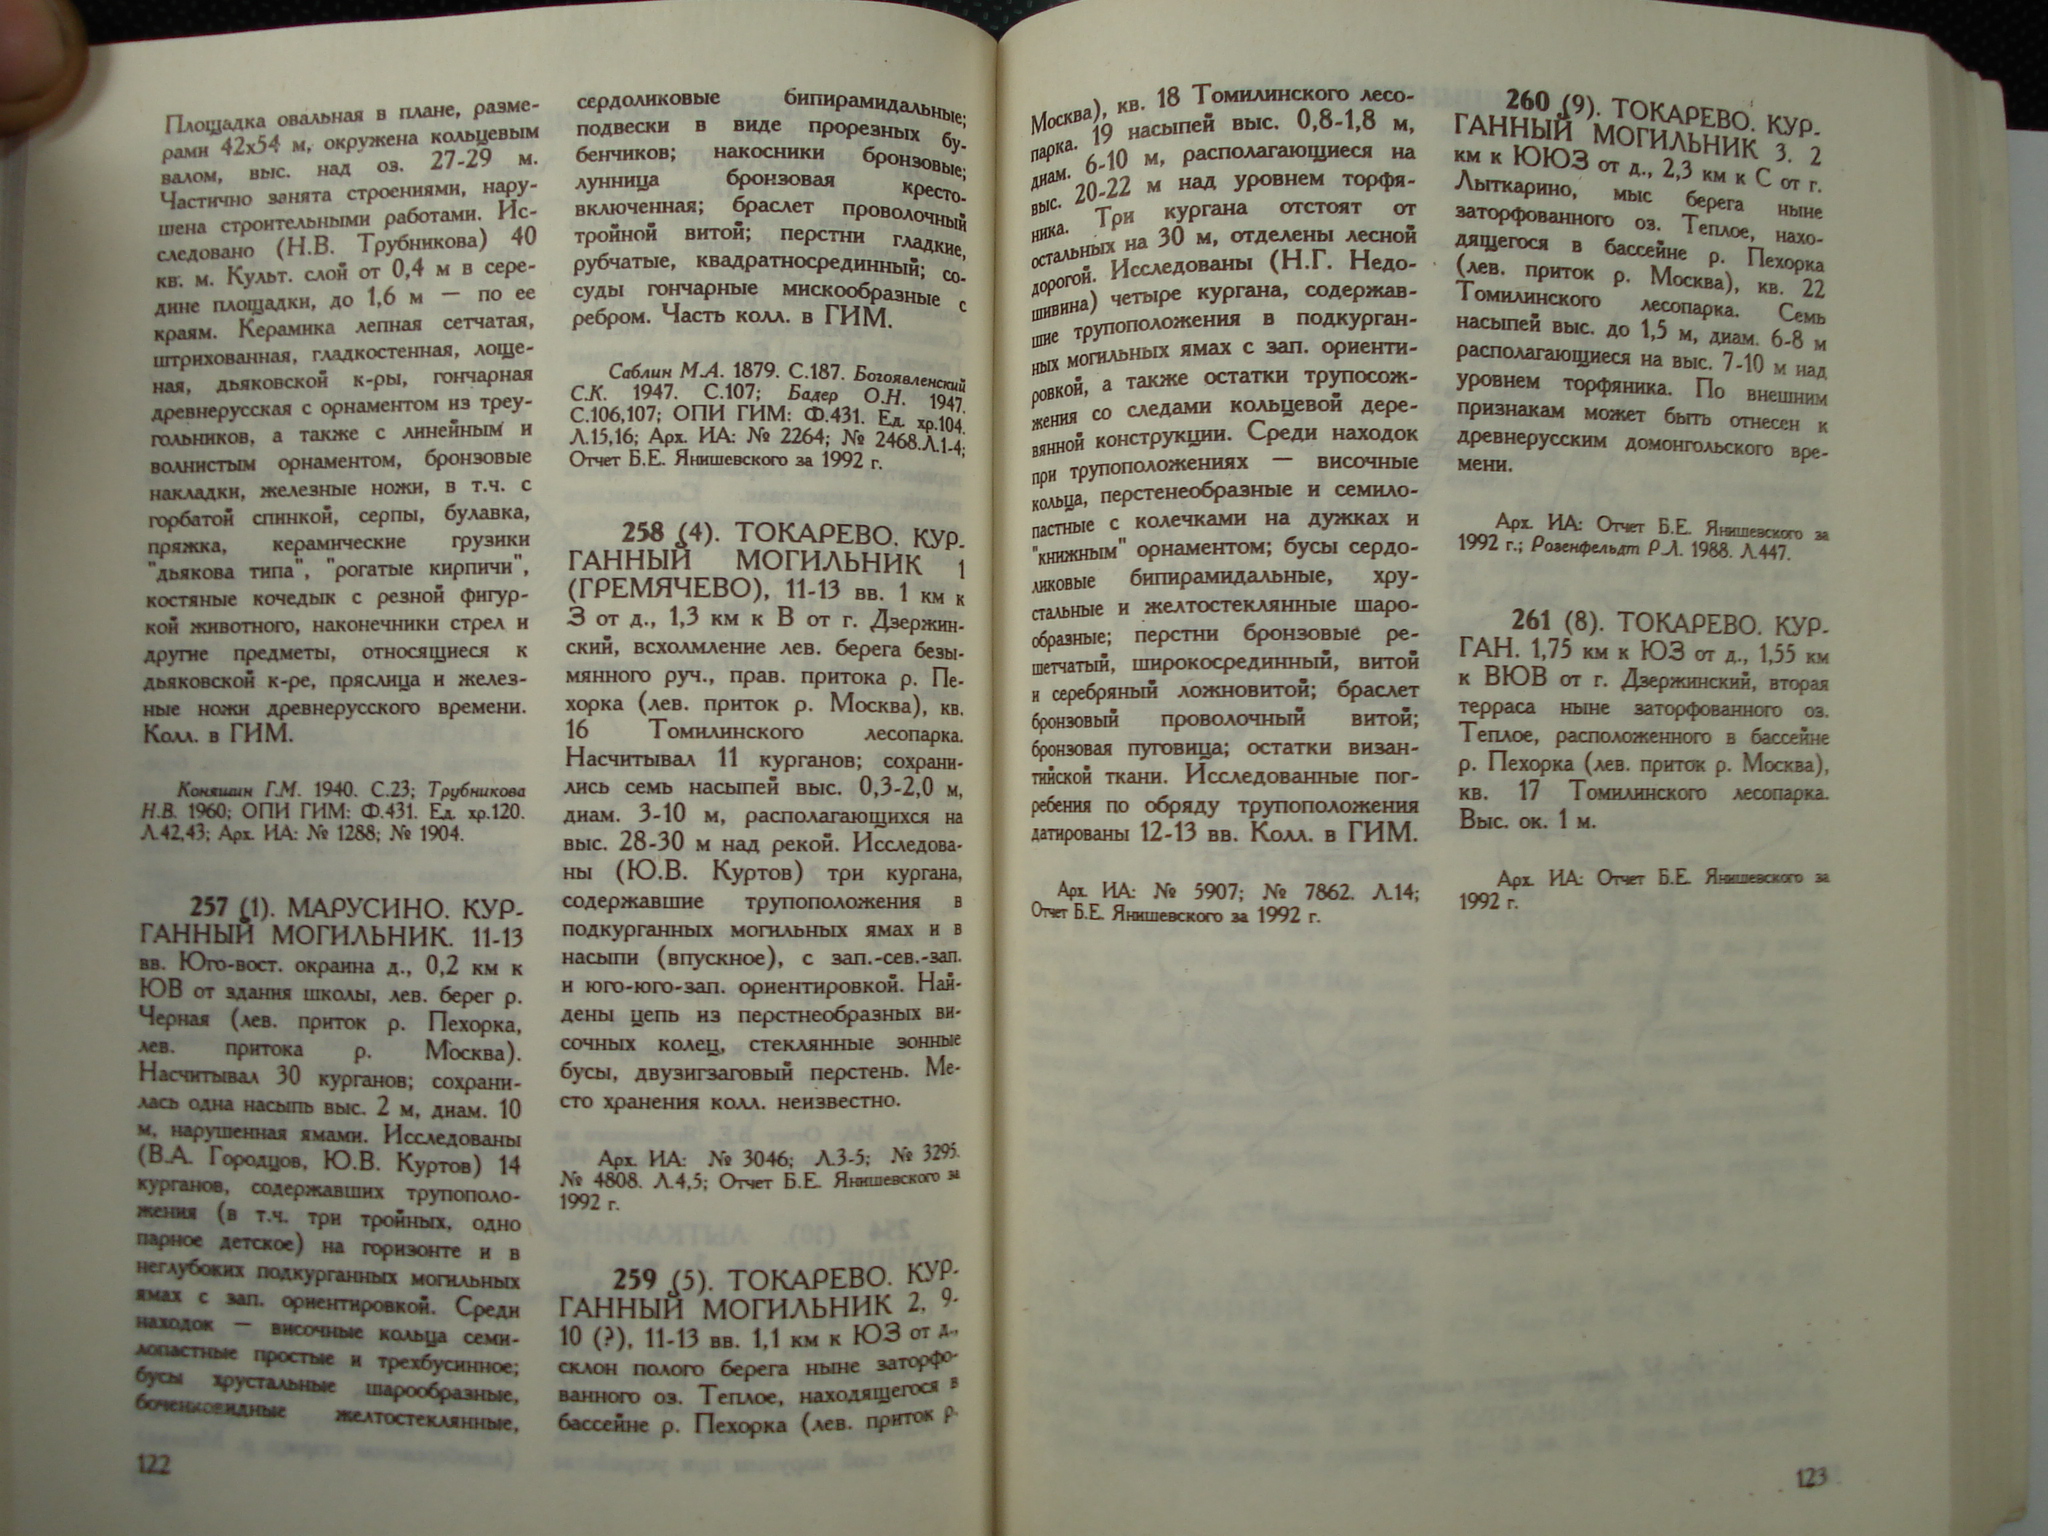 Площадка овальная в плане, разме-
рами 42х54 м, окружена кольцевым
валом, выс. над оз. 27-29 м.
Частично занята строениями, нару-
шена строительными работами. Ис-
следовано (Н.В. Трубникова) 40
кв. м. Культ. слой от 0,4 м в сере-
дине площадки, до 1,6 м — по ее
краям. Керамика лепная сетчатая,
штрихованная, гладкостенная, лоще-
ная, дьяковской к-ры, гончарная
древнерусская с орнаментом из треу-
гольников, а также с линейным и
волнистым орнаментом, бронзовые
накладки, железные ножи, в т.ч. с
горбатой спинкой, серпы, булавка,
пряжка, керамические грузики
"дьякова типа", "рогатые кирпичи",
костяные кочедык с резной фигур-
кой животного, наконечники стрел и
другие предметы, относящиеся к
дьяковской к-ре, пряслица и желез-
ные ножи древнерусского времени.
Колл. в ГИМ.
Коняшин Г.М. 1940. С.23; Трубникова
Н.В. 1960; ОПИ ГИМ: Ф.431. Ед. хр.120.
Л.42,43; Арх. ИА: № 1288; № 1904.
257 (1). МАРУСИНО. КУР-
ГАННЫЙ МОГИЛЬНИК. 11-13
вв. Юго-вост. окраина д., 0,2 км к
ЮВ от здания школы, лев. берег р.
Черная (лев. приток р. Пехорка,
лев. притока р. Москва).
Насчитывал 30 курганов; сохрани-
лась одна насыпь выс. 2 м, диам. 10
м, нарушенная ямами. Исследованы
(В.А. Городцов, Ю.В. Куртов) 14
курганов, содержавших трупополо-
жения (в т.ч. три тройных, одно
парное детское) на горизонте и в
неглубоких подкурганных могильных
ямах с зап. ориентировкой. Среди
находок — височные кольца семи-
лопастные простые и трехбусинное;
бусы хрустальные шарообразные,
боченковидные желтостеклянные,
122
сердоликовые бипирамидальные;
подвески в виде прорезных бу-
бенчиков; накосники бронзовые;
лунница бронзовая кресто-
включенная; браслет проволочный
тройной витой; перстни гладкие,
рубчатые, квадратносрединный; со-
суды гончарные мискообразные с
ребром. Часть колл. в ГИМ.
Саблин М.А. 1879. С.187. Богоявленский
С.К. 1947. С.107; Бадер О.Н. 1947.
С.106,107; ОПИ ГИМ: Ф.431. Ед. хр.104.
Л.15,16; Арх. ИА: № 2264; № 2468.Л.1-4;
Отчет Б.Е. Янишевского за 1992 г.
258 (4). ТОКАРЕВО. КУР-
ГАННЫЙ МОГИЛЬНИК 1
(ГРЕМЯЧЕВО), 11-13 вв. 1 км к
З от д., 1,3 км к В от г. Дзержин-
ский, всхолмление лев. берега безы-
мянного руч., прав. притока р. Пе-
хорка (лев. приток р. Москва), кв.
16 Томилинского лесопарка.
Насчитывал 11 курганов; сохрани-
лись семь насыпей выс. 0,3-2,0 м,
диам. 3-10 м, располагающихся на
выс. 28-30 м над рекой. Исследова-
ны (Ю.В. Куртов) три кургана,
содержавшие трупоположения в
подкурганных могильных ямах и в
насыпи (впускное), с зап.-сев.-зап.
и юго-юго-зап. ориентировкой. Най-
дены цепь из перстнеобразных ви-
сочных колец, стеклянные зонные
бусы, двузигзаговый перстень. Ме-
сто хранения колл. неизвестно.
Арх. ИА: № 3046; Л.3-5; № 3295.
№ 4808. Л.4,5; Отчет Б.Е. Янишевского за
1992 г.
259 (5). ТОКАРЕВО. КУР-
ГАННЫЙ МОГИЛЬНИК 2, 9-
10 (?), 11-13 вв. 1,1 км к ЮЗ от д.,
склон полого берега ныне заторфо-
ванного оз. Теплое, находящегося в
бассейне р. Пехорка (лев. приток р.
Москва), кв. 18 Томилинского лесо-
парка. 19 насыпей выс. 0,8-1,8 м,
диам. 6-10 м, располагающиеся на
выс. 20-22 м над уровнем торфя-
ника. Три кургана отстоят от
остальных на 30 м, отделены лесной
дорогой. Исследованы (Н.Г. Недо-
шивина) четыре кургана, содержав-
шие трупоположения в подкурган-
ных могильных ямах с зап. ориенти-
ровкой, а также остатки трупосож-
жения со следами кольцевой дере-
вянной конструкции. Среди находок
при трупоположениях — височные
кольца, перстенеобразные и семило-
пастные с колечками на дужках и
"книжным" орнаментом; бусы сердо-
ликовые бипирамидальные, хру-
стальные и желтостеклянные шаро-
образные; перстни бронзовые ре-
шетчатый, широкосрединный, витой
и серебряный ложновитой; браслет
бронзовый проволочный витой;
бронзовая пуговица; остатки визан-
тийской ткани. Исследованные пог-
ребения по обряду трупоположения
датированы 12-13 вв. Колл. в ГИМ.
Арх. ИА: № 5907; № 7862. Л.14;
Отчет Б.Е. Янишевского за 1992 г.
260 (9). ТОКАРЕВО. КУР-
ГАННЫЙ МОГИЛЬНИК 3. 2
км к ЮЮЗ от д., 2,3 км к С от г.
Лыткарино, мыс берега ныне
заторфованного оз. Теплое, нахо-
дящегося в бассейне р. Пехорка
(лев. приток р. Москва), кв. 22
Томилинского лесопарка. Семь
насыпей выс. до 1,5 м, диам. 6-8 м
располагающиеся на выс. 7-10 м над
уровнем торфяника. По внешним
признакам может быть отнесен к
древнерусским домонгольского вре-
мени.
Арх. ИА: Отчет Б.Е. Янишевского за
1992 г.; Розенфельдт Р.Л. 1988. Л.447.
261 (8). ТОКАРЕВО. КУР-
ГАН. 1,75 км к ЮЗ от д., 1,55 км
к ВЮВ от г. Дзержинский, вторая
терраса ныне заторфованного оз.
Теплое, расположенного в бассейне
р. Пехорка (лев. приток р. Москва),
кв. 17 Томилинского лесопарка.
Выс. ок. 1 м.
Арх. ИА: Отчет Б.Е. Янишевского за
1992 г.
123